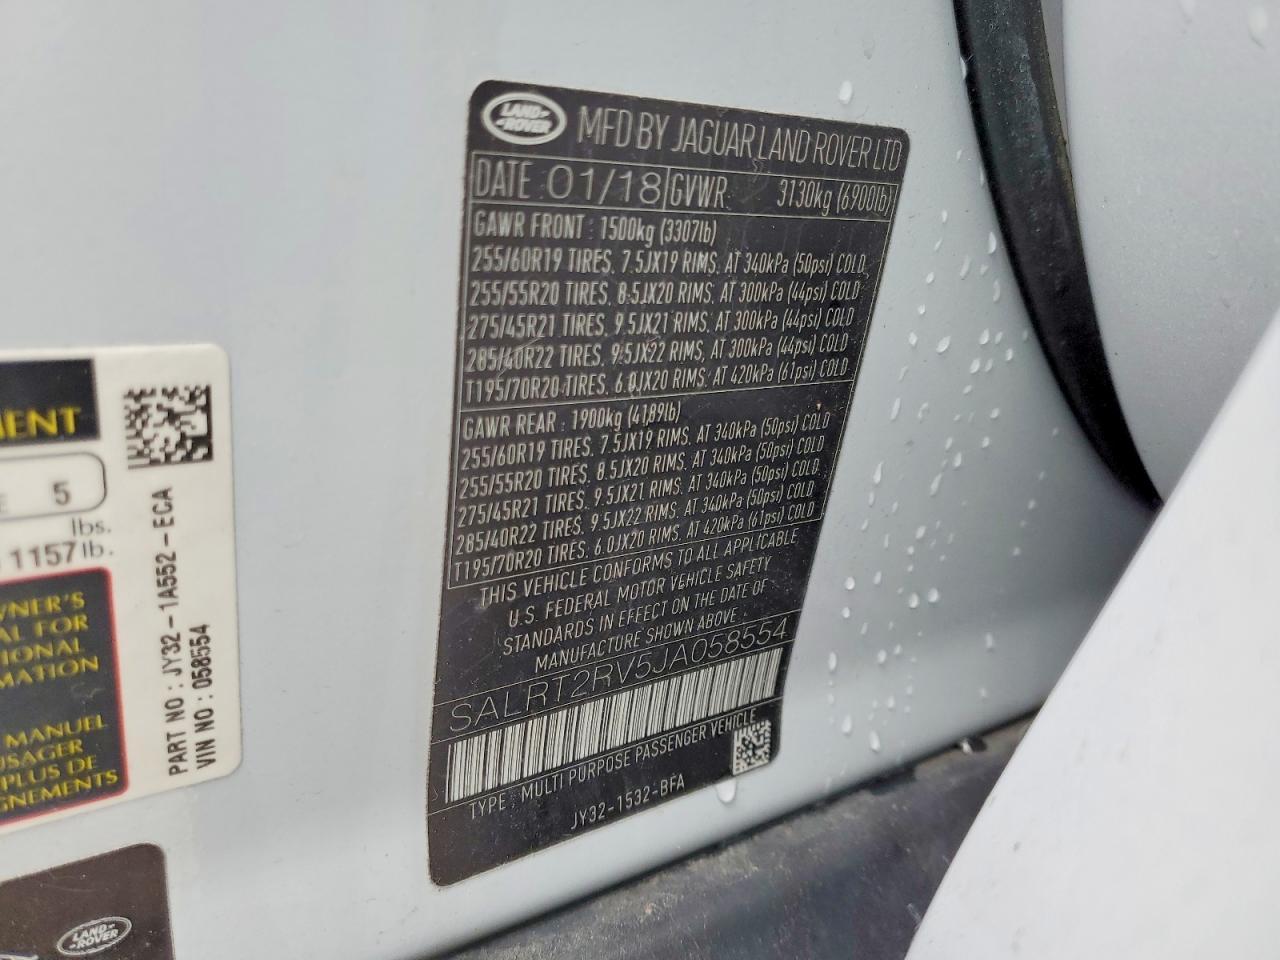 LAND-
-ROVER
MFD BY JAGUAR LAND ROVER LTD
DATE 01/18 GVWR: 3130kg (6900lb)
GAWR FRONT : 1500kg (3307lb)
255/60R19 TIRES, 7.5JX19 RIMS, AT 340kPa (50psi) COLD
255/55R20 TIRES, 8.5JX20 RIMS, AT 300kPa (44psi) COLD
275/45R21 TIRES, 9.5JX21 RIMS, AT 300kPa (44psi) COLD
285/40R22 TIRES, 9.5JX22 RIMS, AT 300kPa (44psi) COLD
T195/70R20 TIRES, 6.0JX20 RIMS, AT 420kPa (61psi) COLD
GAWR REAR : 1900kg (4189lb)
255/60R19 TIRES, 7.5JX19 RIMS, AT 340kPa (50psi) COLD
255/55R20 TIRES, 8.5JX20 RIMS, AT 340kPa (50psi) COLD
275/45R21 TIRES, 9.5JX21 RIMS, AT 340kPa (50psi) COLD
285/40R22 TIRES, 9.5JX22 RIMS, AT 340kPa (50psi) COLD
T195/70R20 TIRES, 6.0JX20 RIMS, AT 420kPa (61psi) COLD
THIS VEHICLE CONFORMS TO ALL APPLICABLE
U.S. FEDERAL MOTOR VEHICLE SAFETY
STANDARDS IN EFFECT ON THE DATE OF
MANUFACTURE SHOWN ABOVE.
SALRT2RV5JA058554
TYPE: MULTI PURPOSE PASSENGER VEHICLE
JY32-1532-BFA
MENT
E 5
lbs.
1157 lb.
WNER'S
AL FOR
TIONAL
MATION
MANUEL
USAGER
PLUS DE
GNEMENTS
PART NO : JY32-1A552-ECA
VIN NO : 058554
LAND-
-ROVER